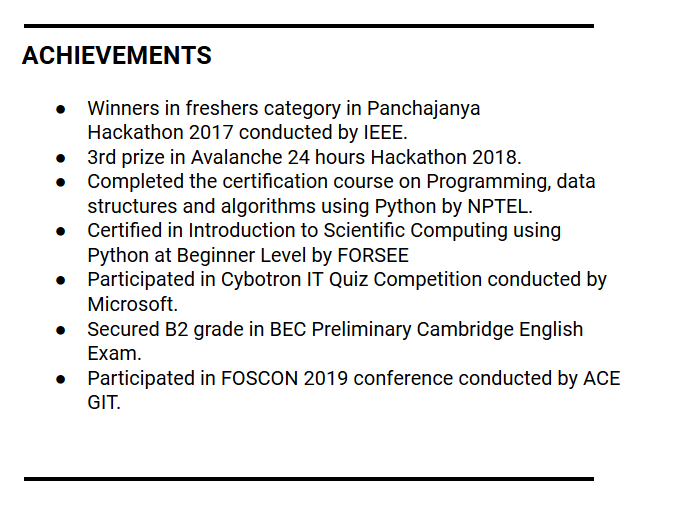 ACHIEVEMENTS
● Winners in freshers category in Panchajanya
Hackathon 2017 conducted by IEEE.
● 3rd prize in Avalanche 24 hours Hackathon 2018.
● Completed the certification course on Programming, data
structures and algorithms using Python by NPTEL.
● Certified in Introduction to Scientific Computing using
Python at Beginner Level by FORSEE
● Participated in Cybotron IT Quiz Competition conducted by
Microsoft.
● Secured B2 grade in BEC Preliminary Cambridge English
Exam.
● Participated in FOSCON 2019 conference conducted by ACE
GIT.